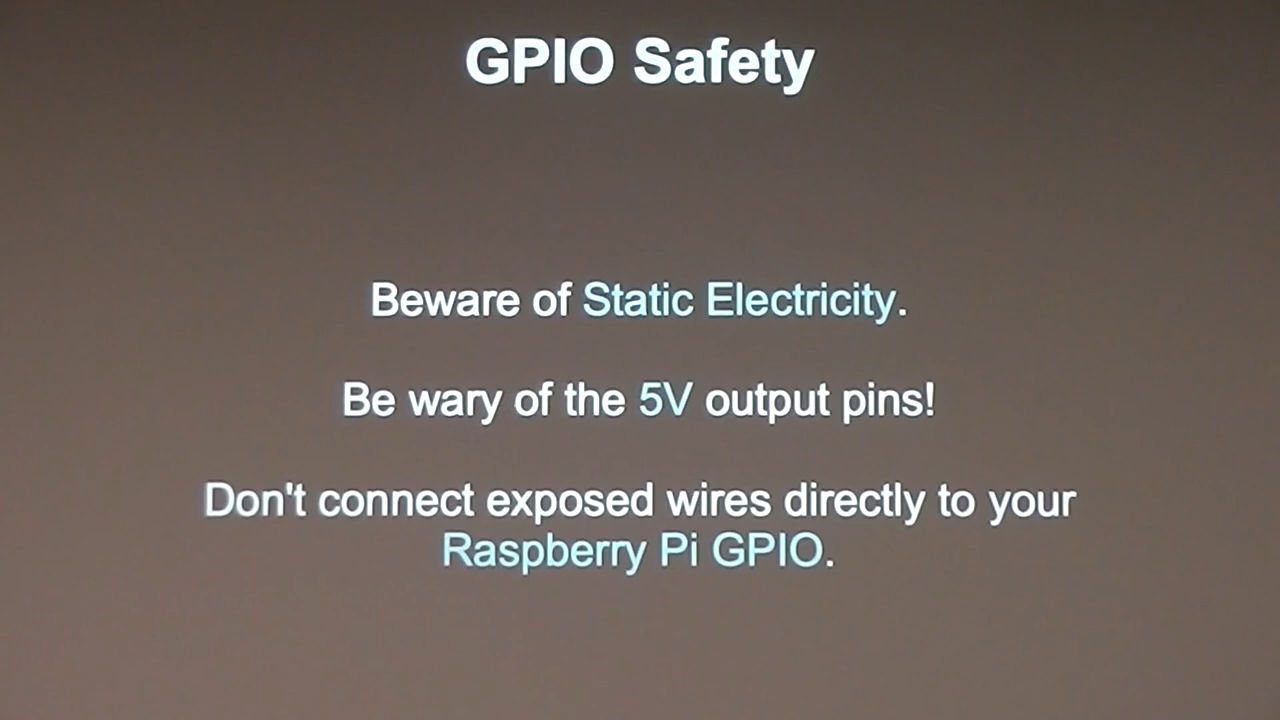 GPIO Safety
Beware of Static Electricity.
Be wary of the 5V output pins!
Don't connect exposed wires directly to your
Raspberry Pi GPIO.